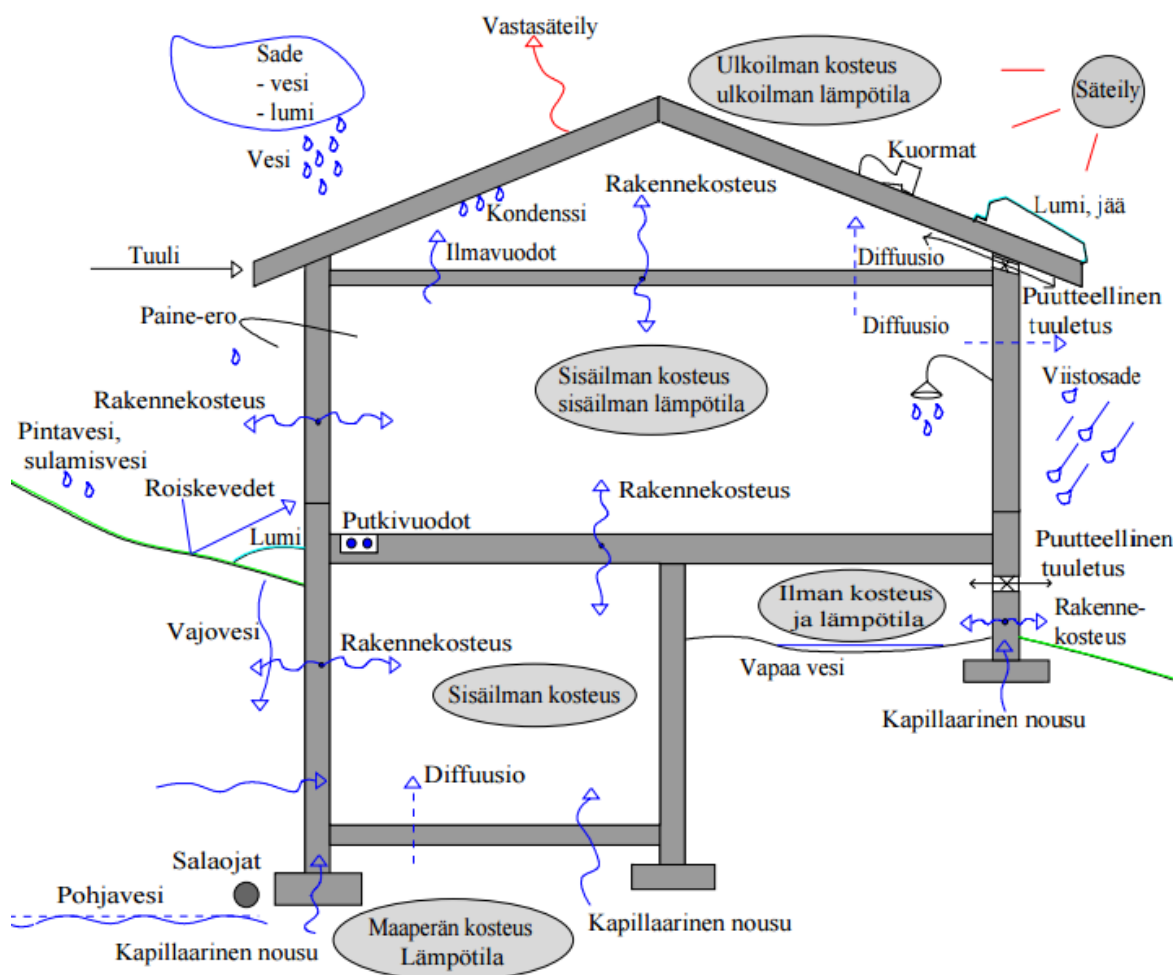 Vastasäteily
Sade
- vesi
- lumi
Ulkoilman kosteus
ulkoilman lämpötila
Säteily
Vesi
Kuormat
Rakennekosteus
Kondenssi
Lumi, jää
Tuuli
Ilmavuodot
Diffuusio
Puutteellinen
tuuletus
Paine-ero
Diffuusio
Sisäilman kosteus
sisäilman lämpötila
Viistosade
Rakennekosteus
Pintavesi,
sulamisvesi
Roiskevedet
Rakennekosteus
Putkivuodot
Lumi
Puutteellinen
tuuletus
Ilman kosteus
ja lämpötila
Rakenne-
kosteus
Vajovesi
Rakennekosteus
Vapaa vesi
Sisäilman kosteus
Kapillaarinen nousu
Diffuusio
Salaojat
Pohjavesi
Kapillaarinen nousu
Maaperän kosteus
Lämpötila
Kapillaarinen nousu